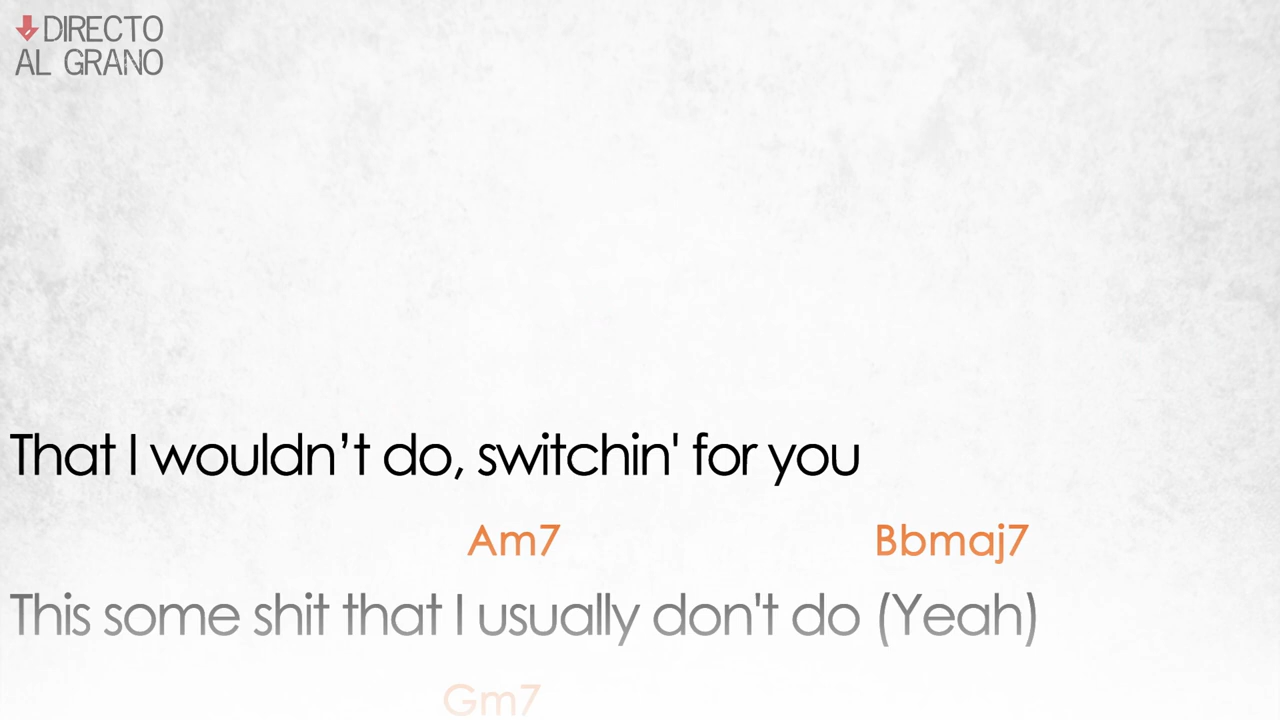 DIRECTO
AL GRANO
That I wouldn’t do, switchin' for you
Am7 Bbmaj7
This some shit that I usually don't do (Yeah)
Gm7